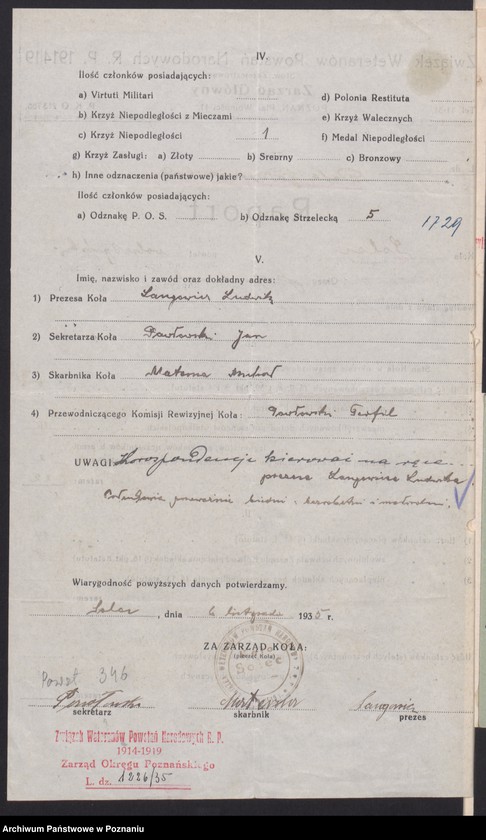 IV.
Ilość członków posiadających:
a) Virtuti Militari
d) Polonia Restituta
b) Krzyż Niepodległości z Mieczami
e) Krzyż Walecznych
c) Krzyż Niepodległości 1
f) Medal Niepodległości
g) Krzyż Zasługi: a) Złoty b) Srebrny c) Bronzowy
h) Inne odznaczenia (państwowe) jakie?
Ilość członków posiadających:
a) Odznakę P. O. S. b) Odznakę Strzelecką 5
1729
V.
Imię, nazwisko i zawód oraz dokładny adres:
1) Prezesa Koła Langewicz Ludwik
2) Sekretarza Koła Pawłowski Jan
3) Skarbnika Koła Materna
4) Przewodniczącego Komisji Rewizyjnej Koła: Pawłowski Teofil
UWAGI Korespondencje kierować na ręce
prezesa Langewicz Ludwika
Wiarygodność powyższych danych potwierdzamy.
, dnia 6 listopada 1935 r.
ZA ZARZĄD KOŁA:
(pieczęć Koła)
Powst 346
sekretarz
skarbnik
prezes
Związek Weteranów Powstań Narodowych R. P.
1914-1919
Zarząd Okręgu Poznańskiego
L. dz. 1226/35
Archiwum Państwowe w Poznaniu